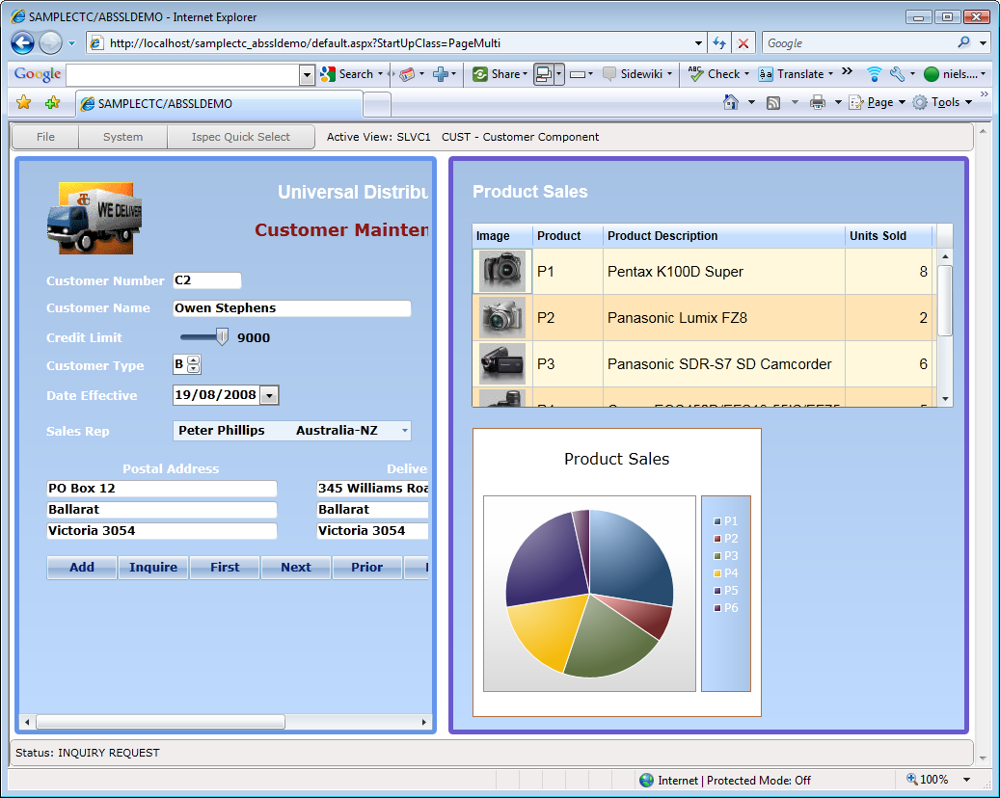 SAMPLECTC/ABSSLDEMO - Internet Explorer
http://localhost/samplectc_abssldemo/default.aspx?StartUpClass=PageMulti
Google
Google Search Share Sidewiki ABC Check Translate niels....
SAMPLECTC/ABSSLDEMO Page Tools
File System Ispec Quick Select Active View: SLVC1 CUST - Customer Component
WE DELIVER
Universal Distribu
Customer Mainten
Customer Number C2
Customer Name Owen Stephens
Credit Limit 9000
Customer Type B
Date Effective 19/08/2008
Sales Rep Peter Phillips Australia-NZ
Postal Address Delive
PO Box 12 345 Williams Roa
Ballarat Ballarat
Victoria 3054 Victoria 3054
Add Inquire First Next Prior
Product Sales
Image Product Product Description Units Sold
P1 Pentax K100D Super 8
P2 Panasonic Lumix FZ8 2
P3 Panasonic SDR-S7 SD Camcorder 6
Product Sales
P1
P2
P3
P4
P5
P6
Status: INQUIRY REQUEST
Internet | Protected Mode: Off 100%